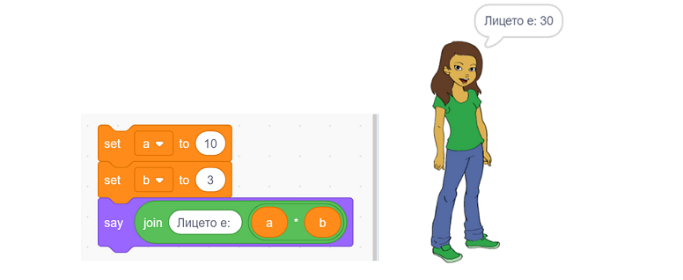 Лицето е: 30
set a to 10
set b to 3
say join Лицето е: a * b